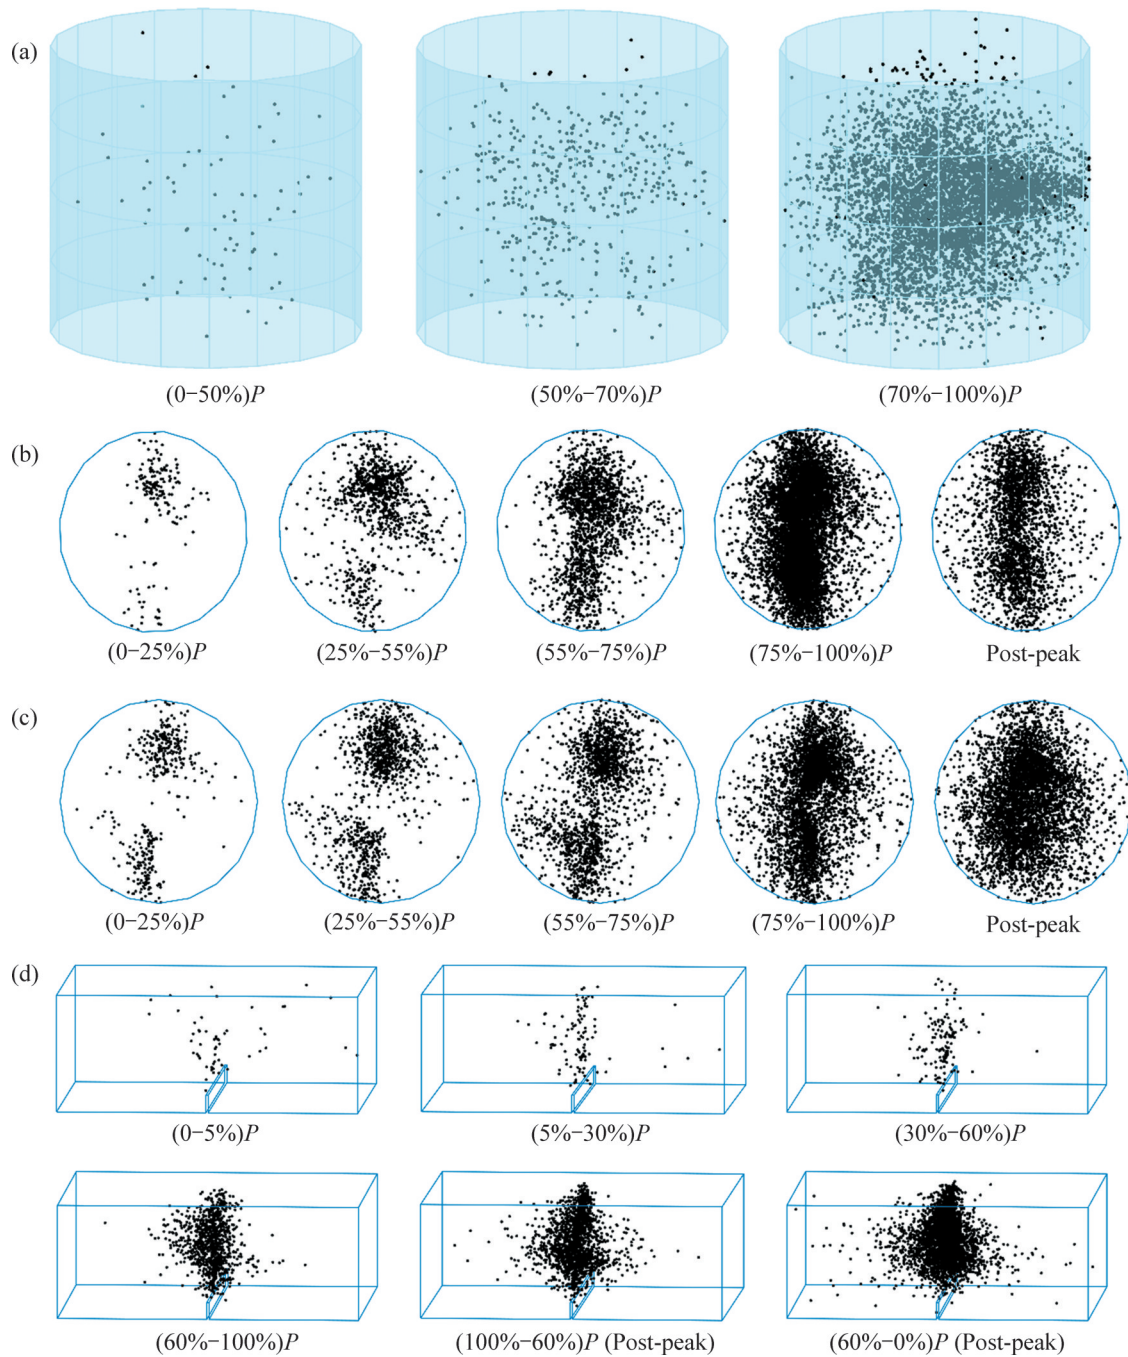 (a)
(0−50%)P (50%−70%)P (70%−100%)P
(b)
(0−25%)P (25%−55%)P (55%−75%)P (75%−100%)P Post-peak
(c)
(0−25%)P (25%−55%)P (55%−75%)P (75%−100%)P Post-peak
(d)
(0−5%)P (5%−30%)P (30%−60%)P
(60%−100%)P (100%−60%)P (Post-peak) (60%−0%)P (Post-peak)